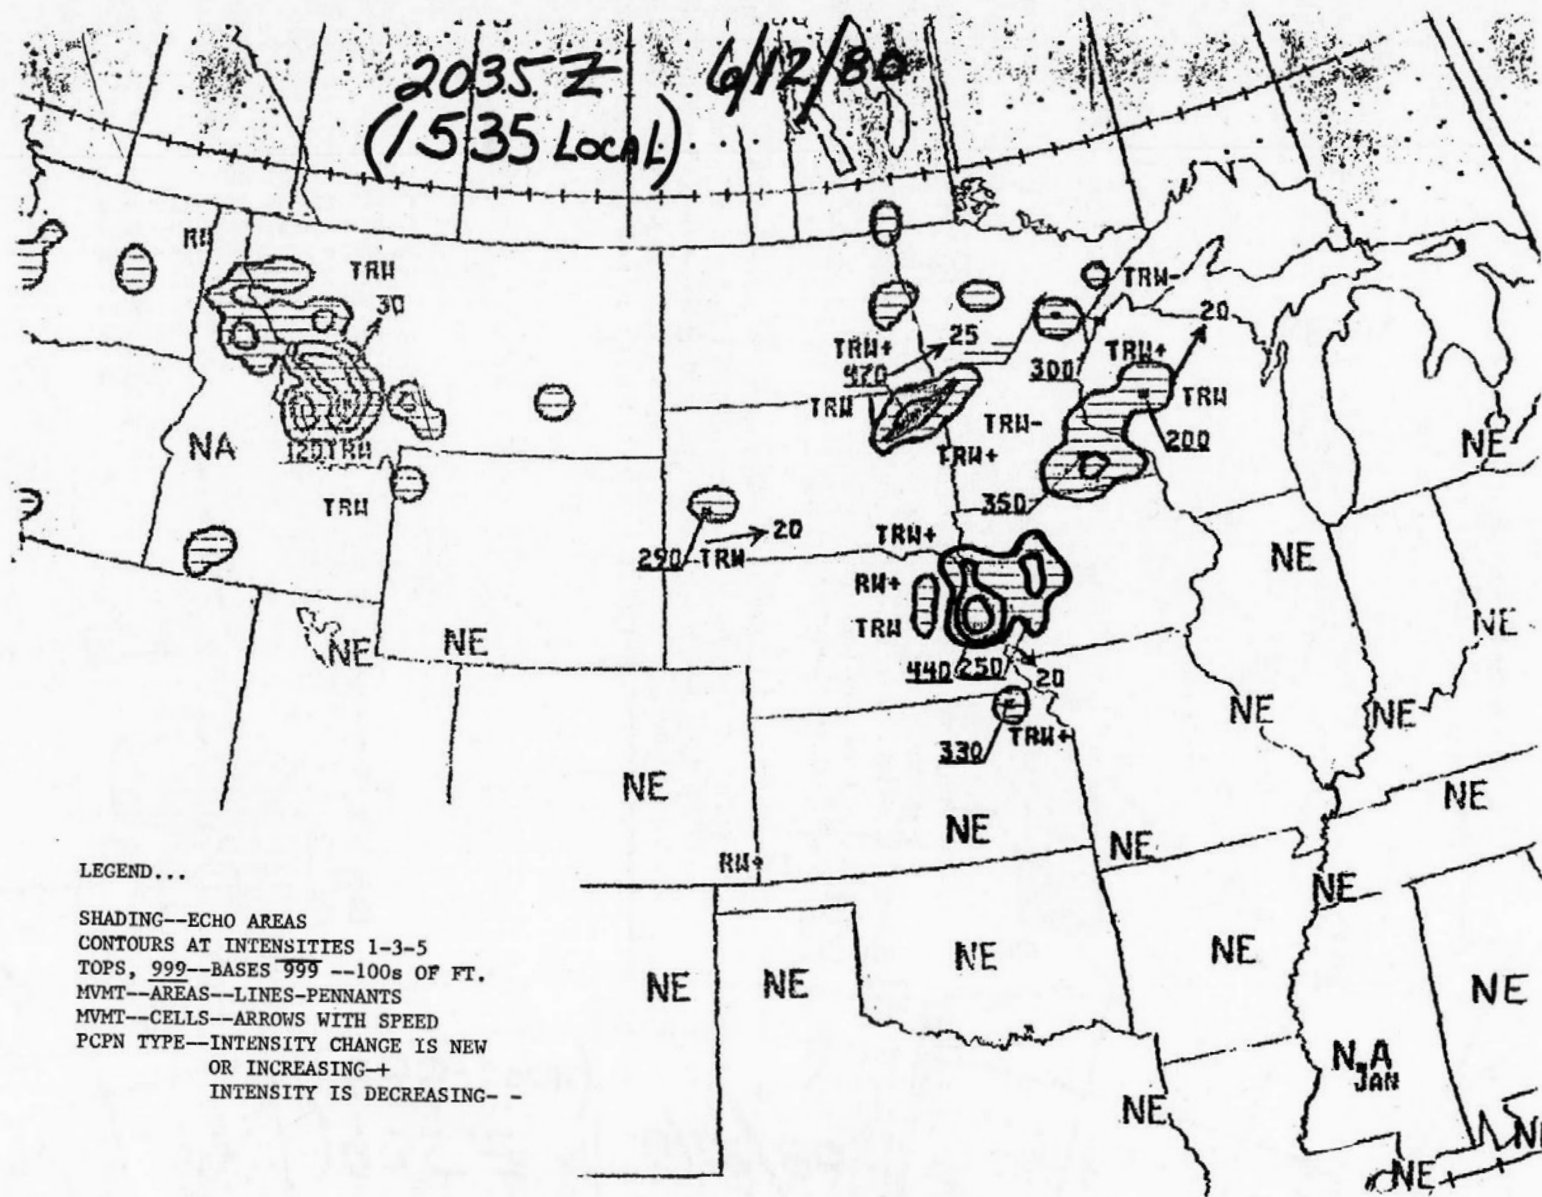 2035 Z 6/12/80
(1535 LOCAL)
TRW
30
TRW-
20
TRW+
25
TRW+
470
300
TRW
TRW
TRW-
200
NA
120TRW
TRW+
NE
TRW
350
20
TRW+
290 TRW
NE
RW+
TRW
NE
NE
NE
440 250
20
NE
NE
TRW+
330
NE
NE
NE
NE
RW+
NE
LEGEND...
SHADING--ECHO AREAS
CONTOURS AT INTENSITIES 1-3-5
TOPS, 999--BASES 999 --100s OF FT.
MVMT--AREAS--LINES-PENNANTS
MVMT--CELLS--ARROWS WITH SPEED
PCPN TYPE--INTENSITY CHANGE IS NEW
OR INCREASING-+
INTENSITY IS DECREASING- -
NE
NE
NE
NE
NE
NE
N.A
JAN
NE
NE